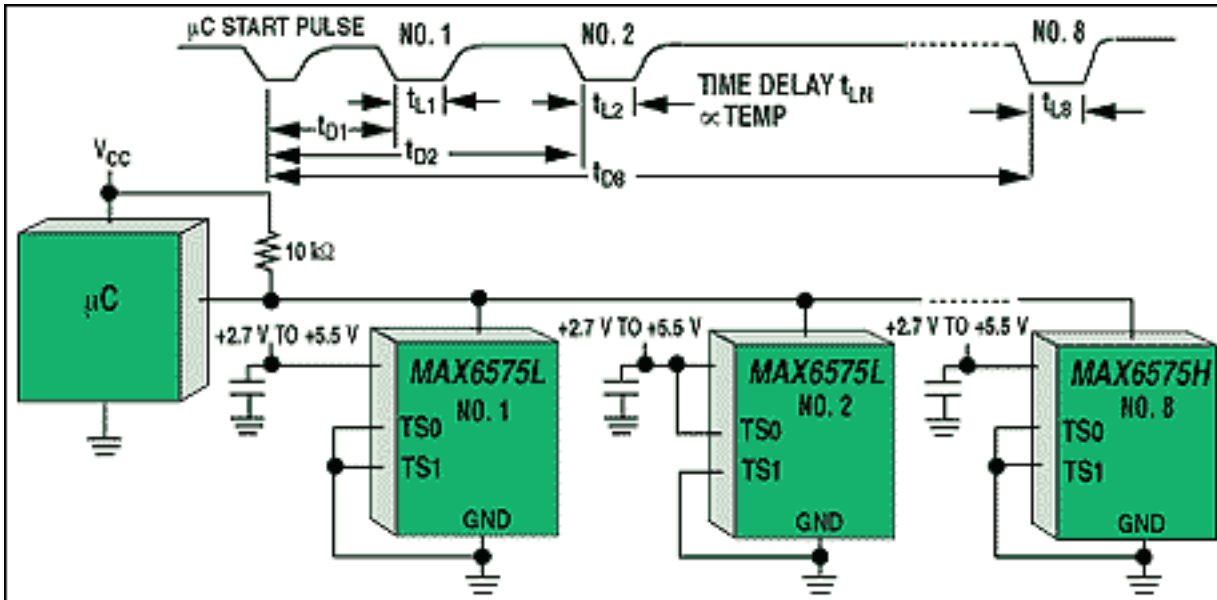 µC START PULSE NO. 1 NO. 2 NO. 8
tL1 tL2 TIME DELAY tLN tL8
∝ TEMP
tD1
tD2
tD8
VCC
10 kΩ
µC
+2.7 V TO +5.5 V +2.7 V TO +5.5 V +2.7 V TO +5.5 V
MAX6575L MAX6575L MAX6575H
NO. 1 NO. 2 NO. 8
TS0 TS0 TS0
TS1 TS1 TS1
GND GND GND